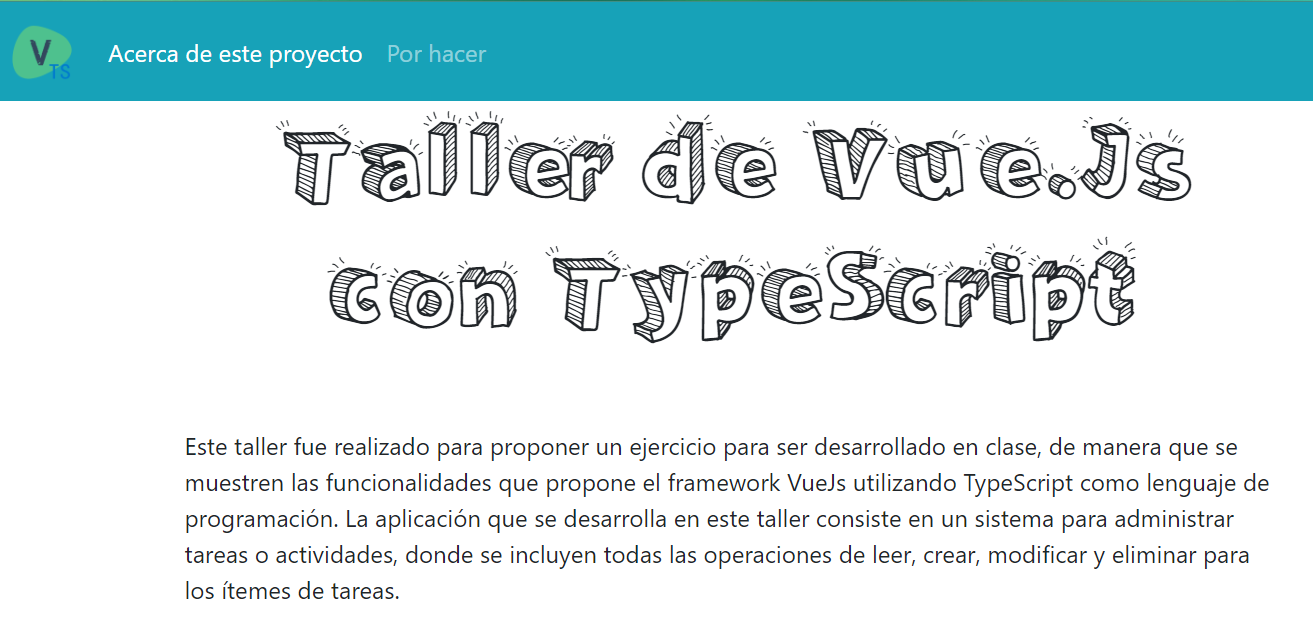 V
TS
Acerca de este proyecto Por hacer
Taller de Vue.Js
con TypeScript
Este taller fue realizado para proponer un ejercicio para ser desarrollado en clase, de manera que se
muestren las funcionalidades que propone el framework VueJs utilizando TypeScript como lenguaje de
programación. La aplicación que se desarrolla en este taller consiste en un sistema para administrar
tareas o actividades, donde se incluyen todas las operaciones de leer, crear, modificar y eliminar para
los ítemes de tareas.